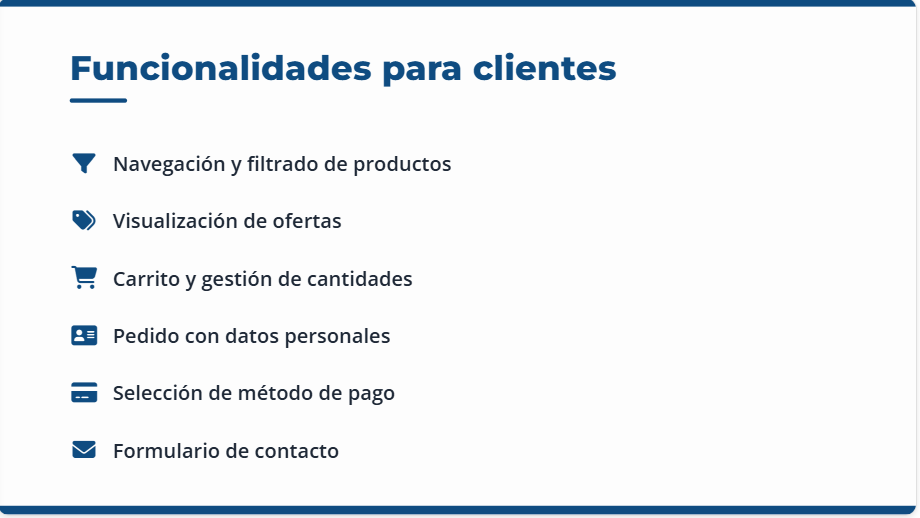 Funcionalidades para clientes
Navegación y filtrado de productos
Visualización de ofertas
Carrito y gestión de cantidades
Pedido con datos personales
Selección de método de pago
Formulario de contacto